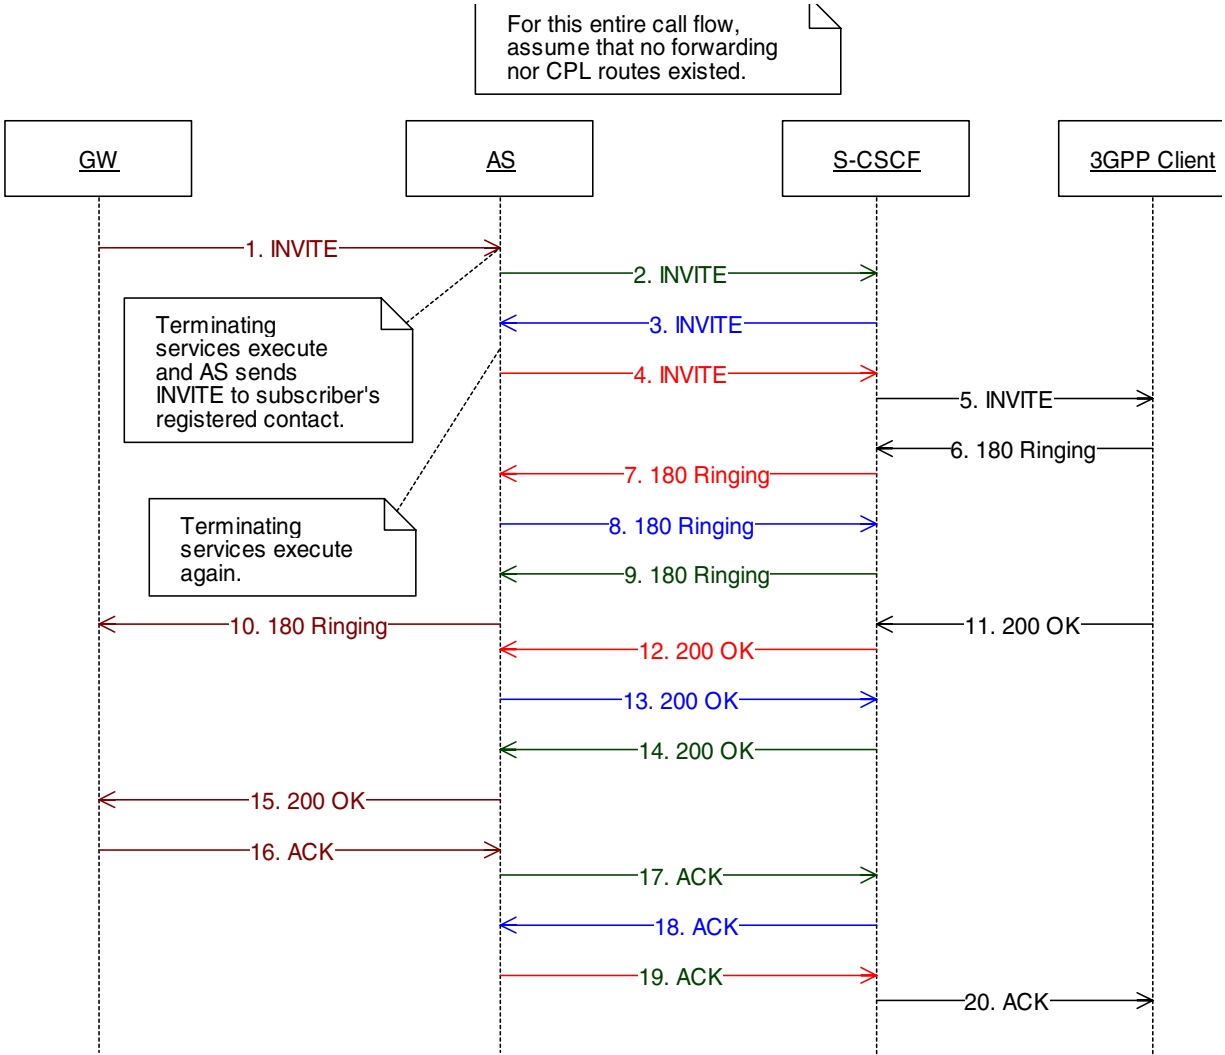 For this entire call flow,
assume that no forwarding
nor CPL routes existed.
GW
AS
S-CSCF
3GPP Client
1. INVITE
2. INVITE
Terminating
services execute
and AS sends
INVITE to subscriber's
registered contact.
3. INVITE
4. INVITE
5. INVITE
6. 180 Ringing
7. 180 Ringing
Terminating
services execute
again.
8. 180 Ringing
9. 180 Ringing
10. 180 Ringing
11. 200 OK
12. 200 OK
13. 200 OK
14. 200 OK
15. 200 OK
16. ACK
17. ACK
18. ACK
19. ACK
20. ACK